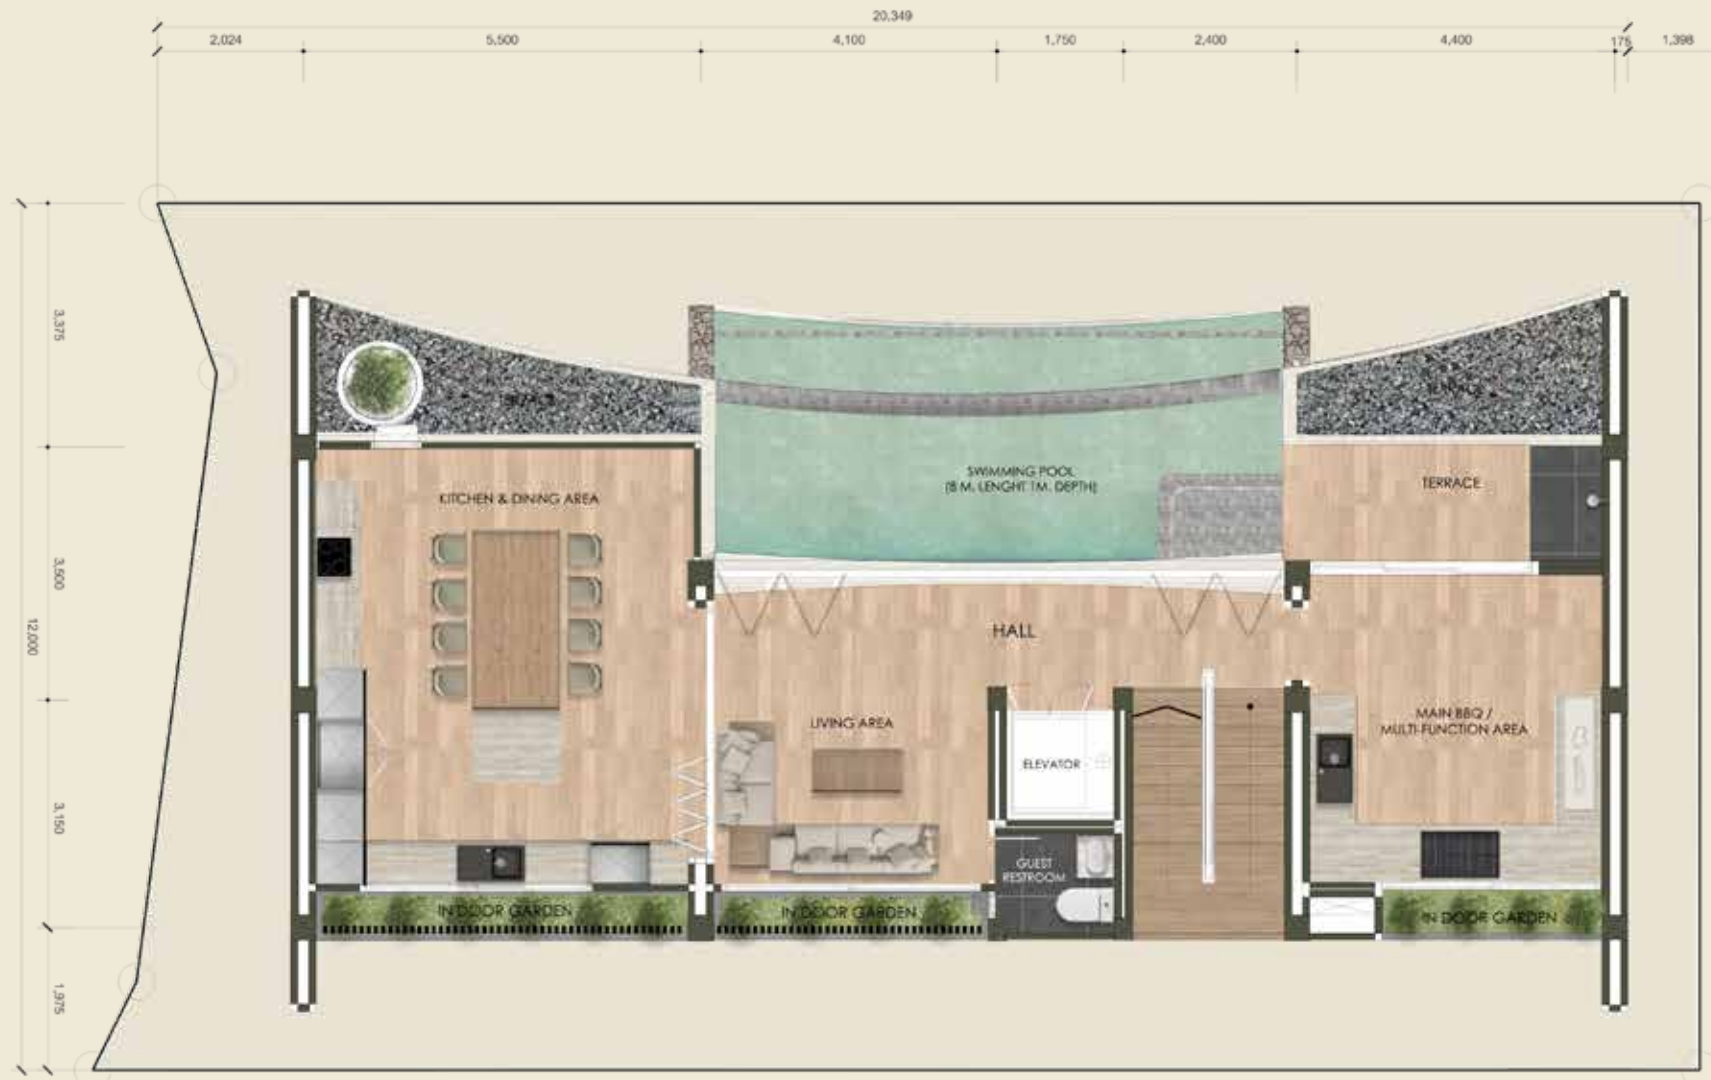 20,349
2,024
5,500
4,100
1,750
2,400
4,400
175
1,398
3,375
3,500
12,000
3,150
1,975
SWIMMING POOL
(8 M. LENGHT 1M. DEPTH)
KITCHEN & DINING AREA
TERRACE
HALL
LIVING AREA
ELEVATOR
MAIN BBQ /
MULTI-FUNCTION AREA
GUEST
RESTROOM
IN DOOR GARDEN
IN DOOR GARDEN
IN DOOR GARDEN